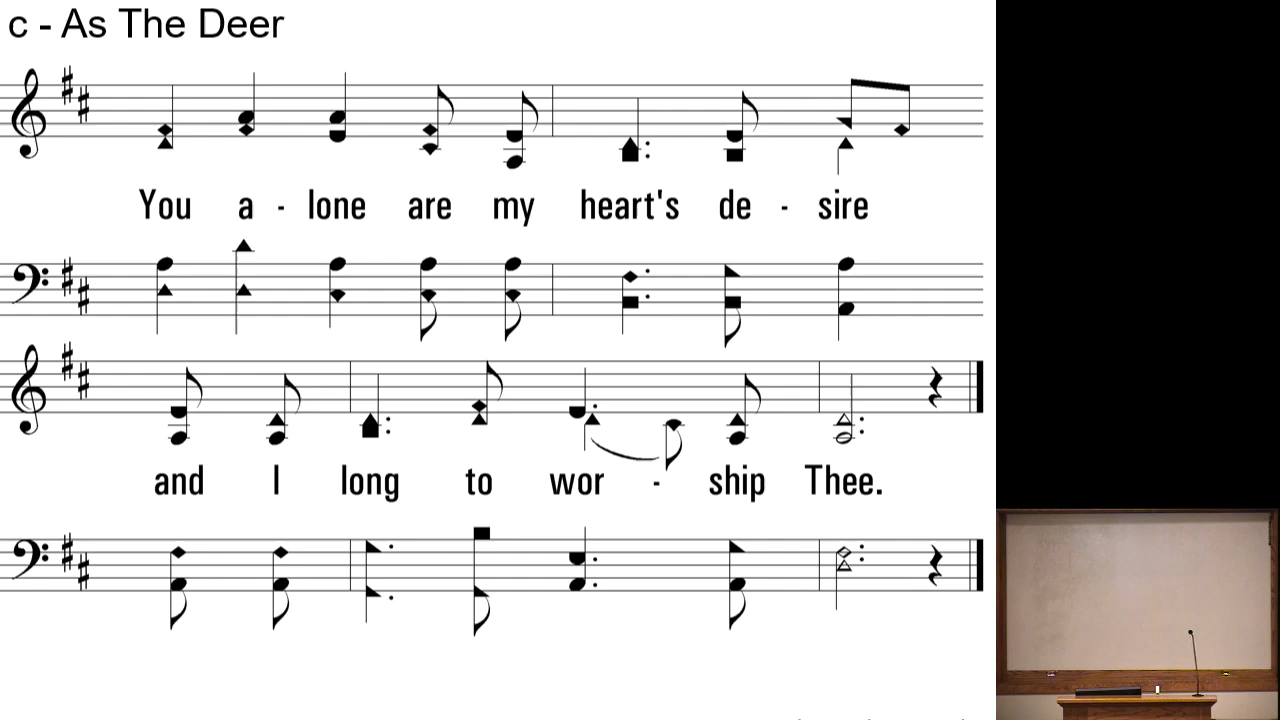 c - As The Deer
You a - lone are my heart's de - sire
and I long to wor - ship Thee.